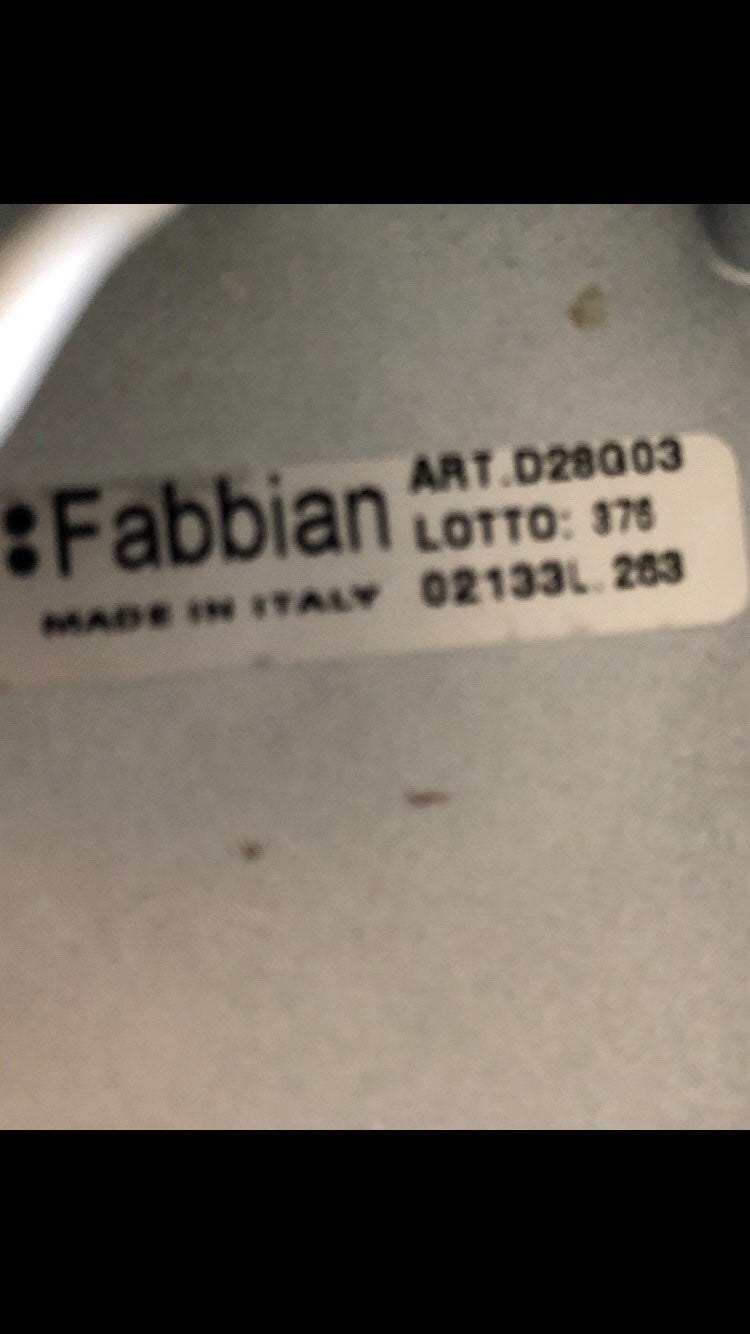 Fabbian
MADE IN ITALY
ART.D28G03
LOTTO: 376
02133L 263